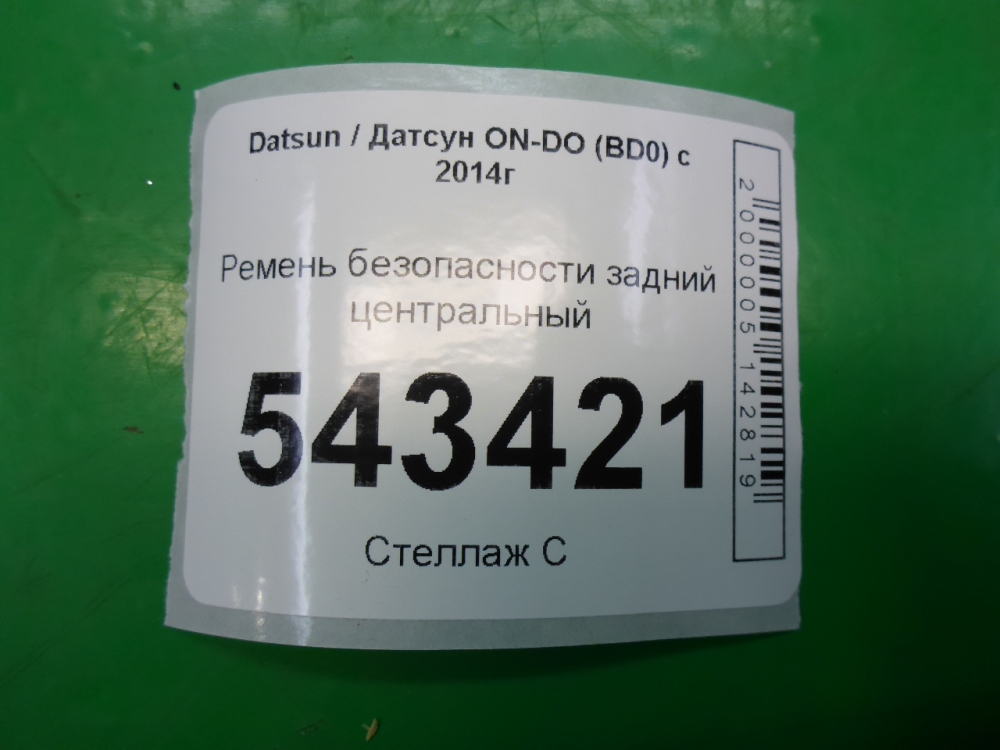 Datsun / Датсун ON-DO (BD0) с
2014г
Ремень безопасности задний
центральный
543421
Стеллаж С
2000005142819